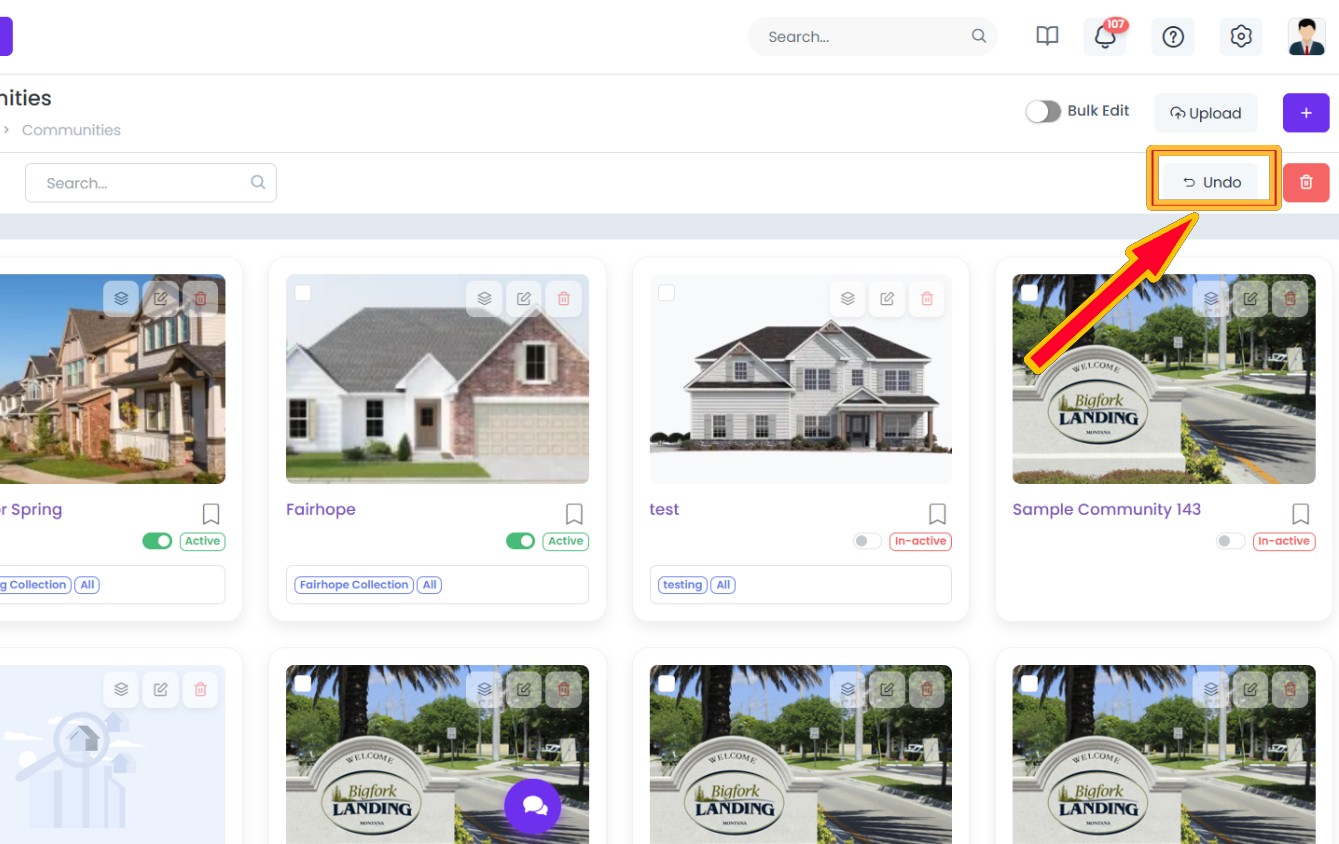 Search...
107
nities
Bulk Edit
Upload
+
> Communities
Search...
Undo
WELCOME
Bigfork
LANDING
MONTANA
r Spring
Fairhope
test
Sample Community 143
Active
Active
In-active
In-active
g Collection
All
Fairhope Collection
All
testing
All
WELCOME
Bigfork
LANDING
MONTANA
WELCOME
Bigfork
LANDING
MONTANA
WELCOME
Bigfork
LANDING
MONTANA